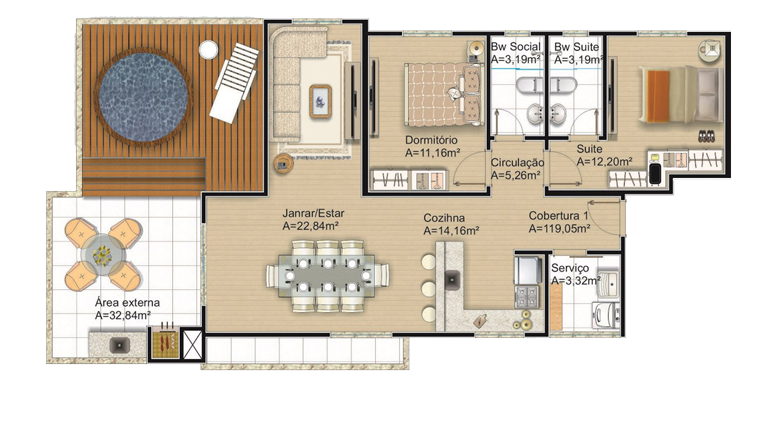 Bw Social
A=3,19m²
Bw Suite
A=3,19m²
Dormitório
A=11,16m²
Circulação
A=5,26m²
Suite
A=12,20m²
Janrar/Estar
A=22,84m²
Cozihna
A=14,16m²
Cobertura 1
A=119,05m²
Serviço
A=3,32m²
Área externa
A=32,84m²